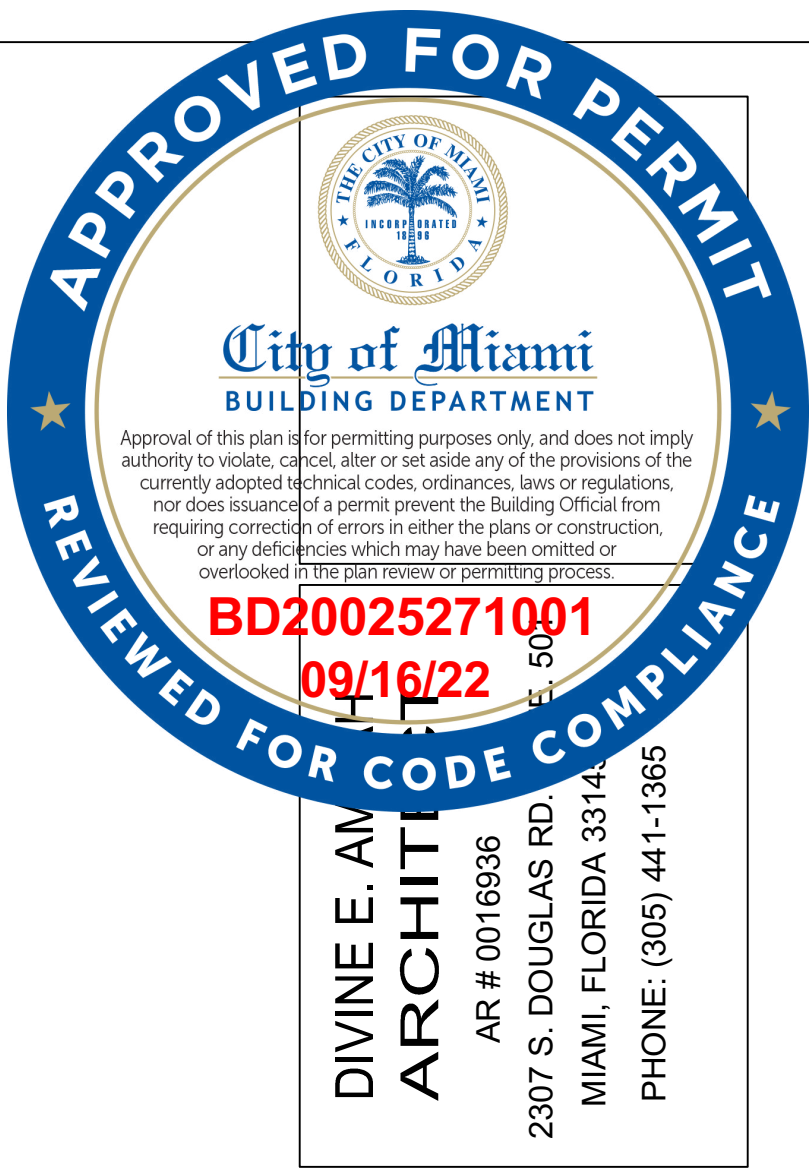 APPROVED FOR PERMIT
THE CITY OF MIAMI
INCORPORATED
1896
FLORIDA
City of Miami
BUILDING DEPARTMENT
Approval of this plan is for permitting purposes only, and does not imply
authority to violate, cancel, alter or set aside any of the provisions of the
currently adopted technical codes, ordinances, laws or regulations,
nor does issuance of a permit prevent the Building Official from
requiring correction of errors in either the plans or construction,
or any deficiencies which may have been omitted or
overlooked in the plan review or permitting process.
BD20025271001
09/16/22
REVIEWED FOR CODE COMPLIANCE
DIVINE E.
ARCHITECT
AR # 0016936
2307 S. DOUGLAS RD. 501
MIAMI, FLORIDA 33145
PHONE: (305) 441-1365